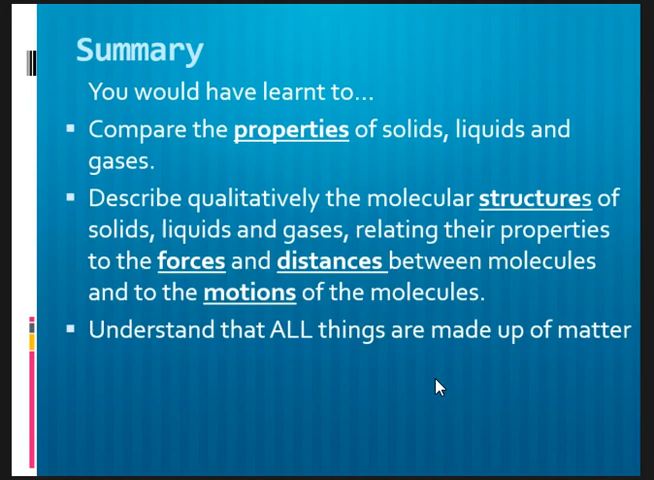 Summary
You would have learnt to...
▪ Compare the properties of solids, liquids and
gases.
▪ Describe qualitatively the molecular structures of
solids, liquids and gases, relating their properties
to the forces and distances between molecules
and to the motions of the molecules.
▪ Understand that ALL things are made up of matter